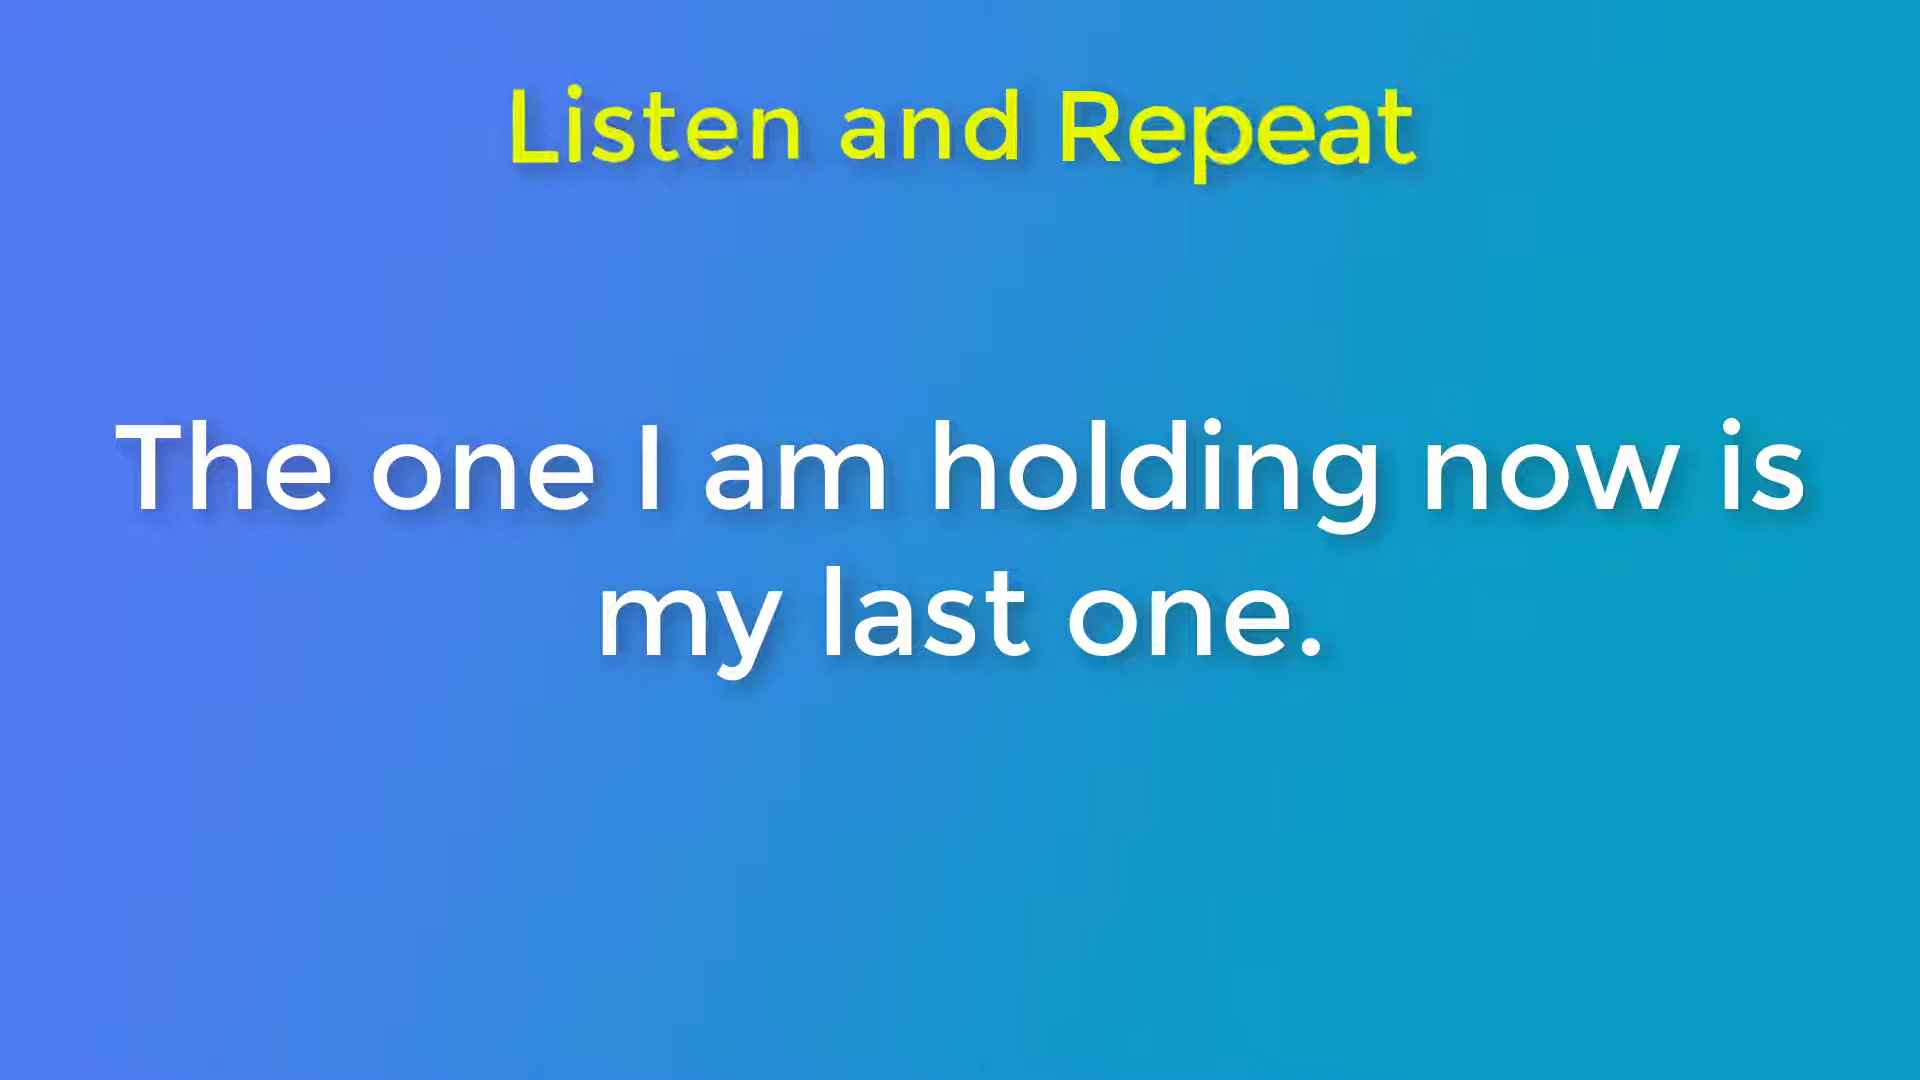 Listen and Repeat
The one I am holding now is
my last one.